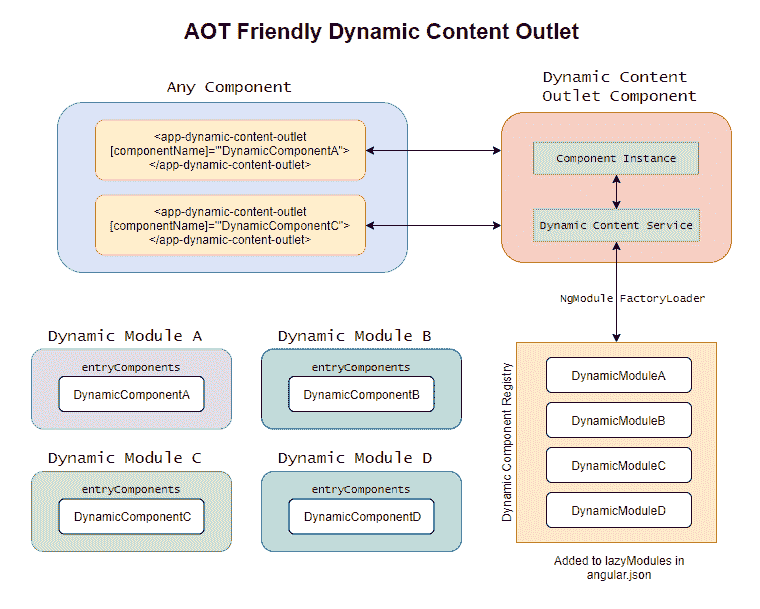 AOT Friendly Dynamic Content Outlet
Any Component
<app-dynamic-content-outlet
[componentName]="'DynamicComponentA">
</app-dynamic-content-outlet>
<app-dynamic-content-outlet
[componentName]="'DynamicComponentC">
</app-dynamic-content-outlet>
Dynamic Content
Outlet Component
Component Instance
Dynamic Content Service
NgModule FactoryLoader
Dynamic Module A
entryComponents
DynamicComponentA
Dynamic Module B
entryComponents
DynamicComponentB
Dynamic Module C
entryComponents
DynamicComponentC
Dynamic Module D
entryComponents
DynamicComponentD
Dynamic Component Registry
DynamicModuleA
DynamicModuleB
DynamicModuleC
DynamicModuleD
Added to lazyModules in
angular.json